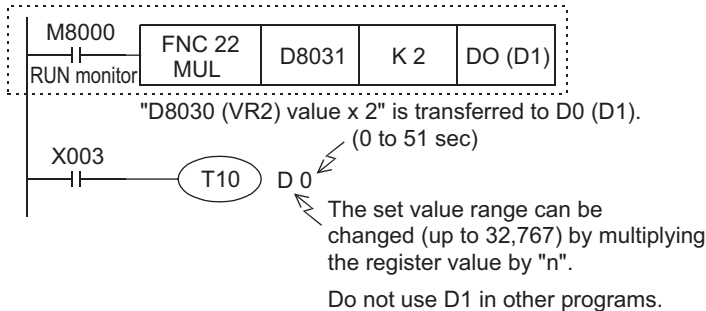 M8000
RUN monitor
FNC 22
MUL
D8031
K 2
DO (D1)
"D8030 (VR2) value x 2" is transferred to D0 (D1).
(0 to 51 sec)
X003
T10
D 0
The set value range can be
changed (up to 32,767) by multiplying
the register value by "n".
Do not use D1 in other programs.